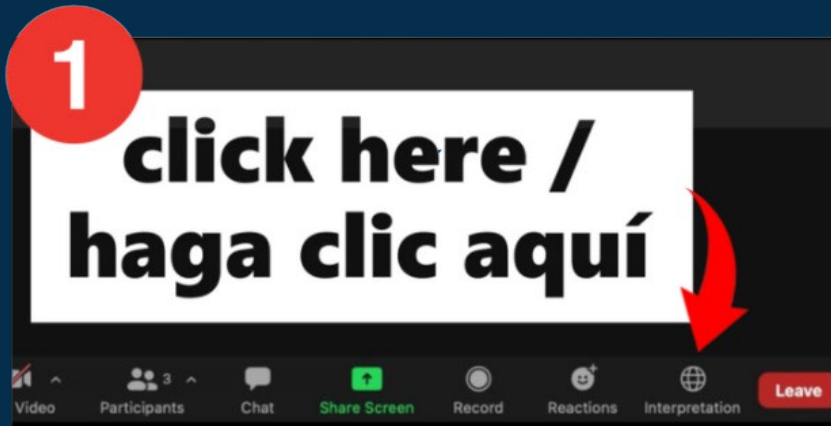 1
click here /
haga clic aquí
Video
Participants
3
Chat
Share Screen
Record
Reactions
Interpretation
Leave